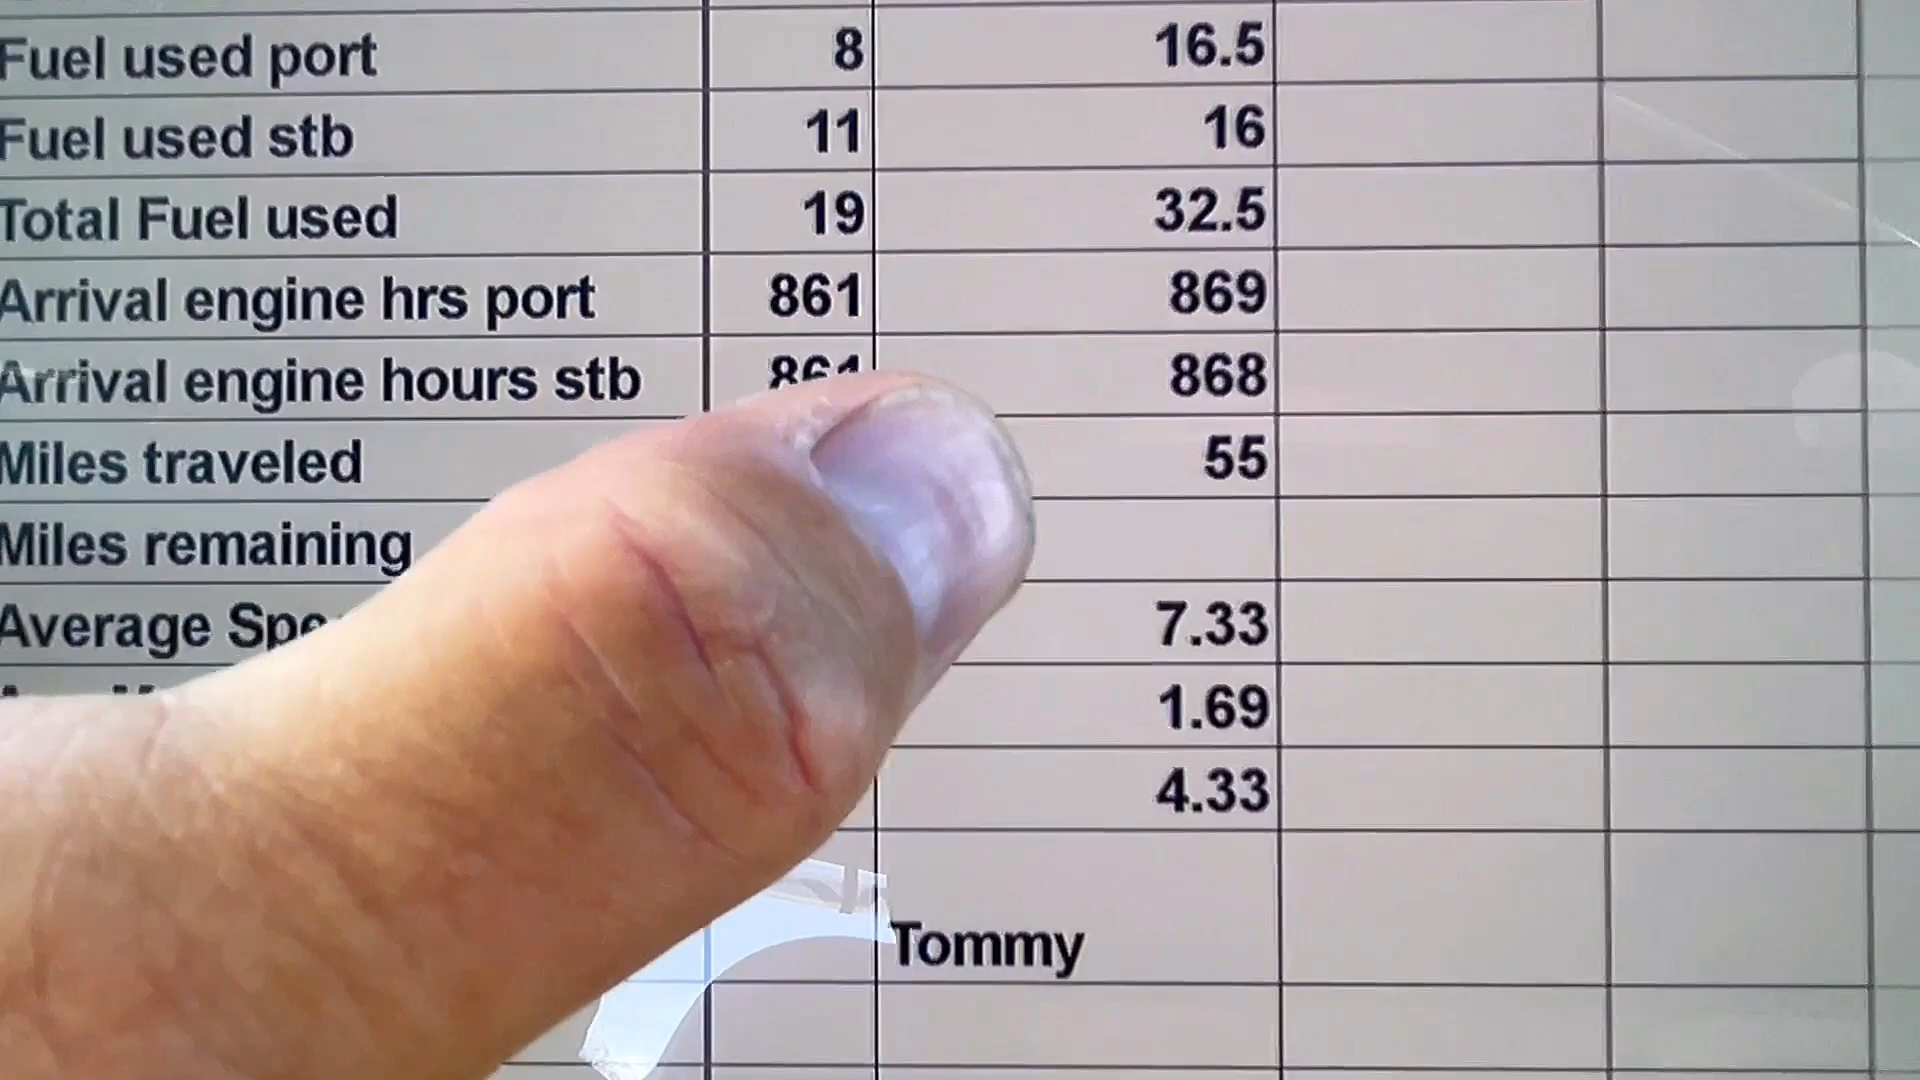 Fuel used port 8 16.5
Fuel used stb 11 16
Total Fuel used 19 32.5
Arrival engine hrs port 861 869
Arrival engine hours stb 861 868
Miles traveled 55
Miles remaining
Average 7.33
1.69
4.33
Tommy